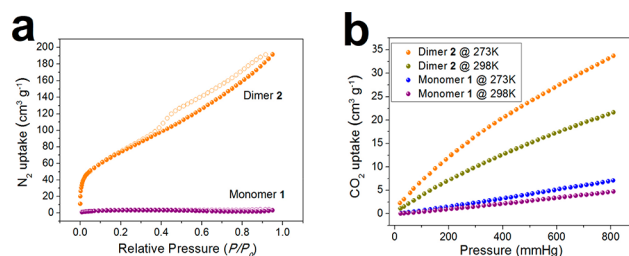 a
N2 uptake (cm3 g-1)
200
180
160
140
120
100
80
60
40
20
0
Dimer 2
Monomer 1
0.0 0.2 0.4 0.6 0.8 1.0
Relative Pressure (P/P0)
b
CO2 uptake (cm3 g-1)
35
30
25
20
15
10
5
0
Dimer 2 @ 273K
Dimer 2 @ 298K
Monomer 1 @ 273K
Monomer 1 @ 298K
0 200 400 600 800
Pressure (mmHg)